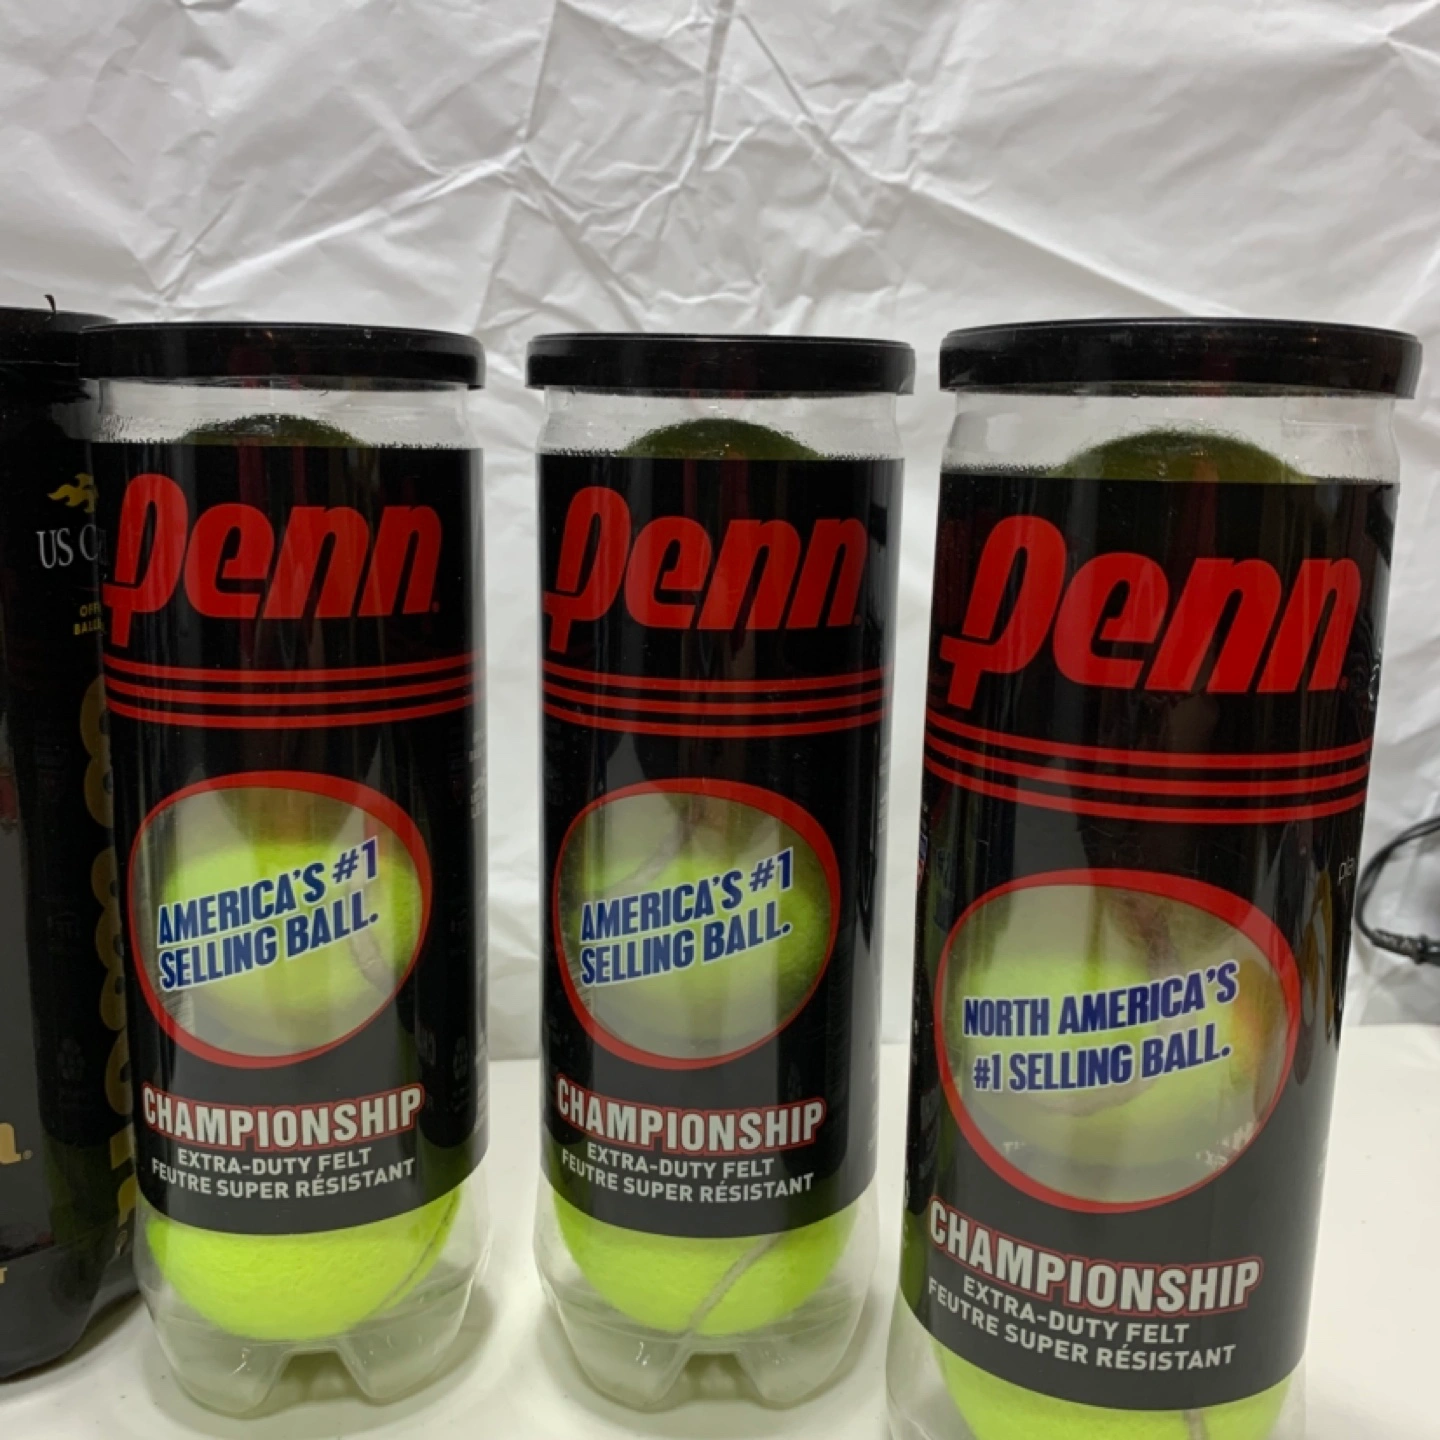 US
Penn
AMERICA'S #1
SELLING BALL.
CHAMPIONSHIP
EXTRA-DUTY FELT
FEUTRE SUPER RÉSISTANT
Penn
AMERICA'S #1
SELLING BALL.
CHAMPIONSHIP
EXTRA-DUTY FELT
FEUTRE SUPER RÉSISTANT
Penn
NORTH AMERICA'S
#1 SELLING BALL.
CHAMPIONSHIP
EXTRA-DUTY FELT
FEUTRE SUPER RÉSISTANT